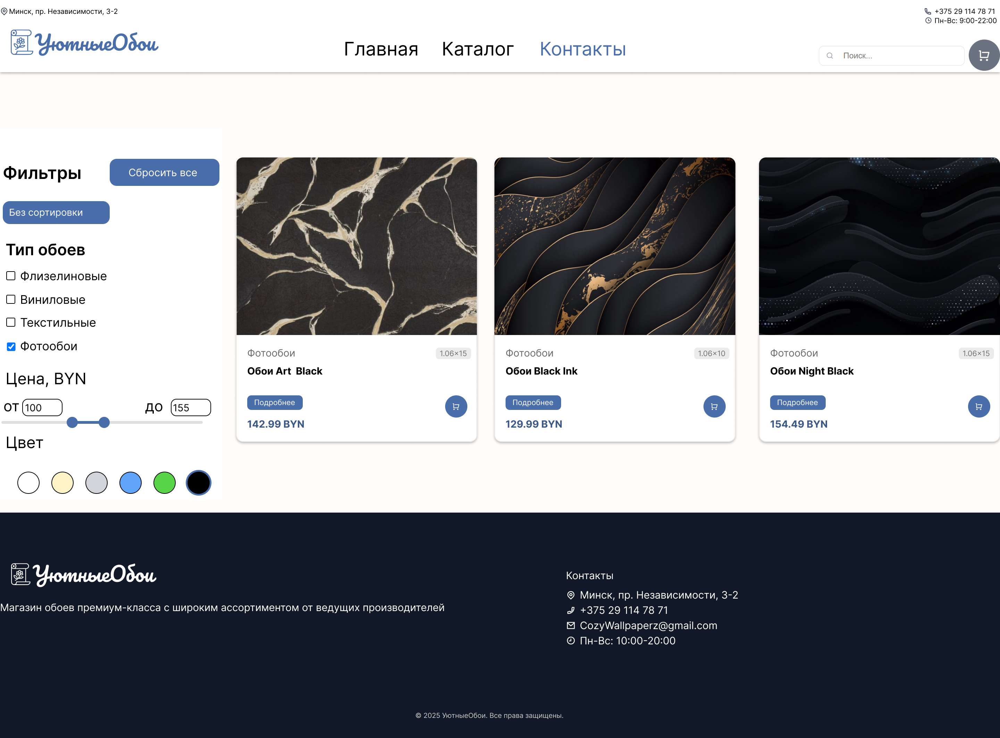 Минск, пр. Независимости, 3-2
+375 29 114 78 71
Пн-Вс: 9:00-22:00
УютныеОбои
Главная Каталог Контакты
Поиск...
Фильтры
Сбросить все
Без сортировки
Тип обоев
Флизелиновые
Виниловые
Текстильные
Фотообои
Цена, BYN
от 100 до 155
Цвет
Фотообои 1.06×15
Обои Art  Black
Подробнее
142.99 BYN
Фотообои 1.06×10
Обои Black Ink
Подробнее
129.99 BYN
Фотообои 1.06×15
Обои Night Black
Подробнее
154.49 BYN
УютныеОбои
Магазин обоев премиум-класса с широким ассортиментом от ведущих производителей
Контакты
Минск, пр. Независимости, 3-2
+375 29 114 78 71
CozyWallpaperz@gmail.com
Пн-Вс: 10:00-20:00
© 2025 УютныеОбои. Все права защищены.